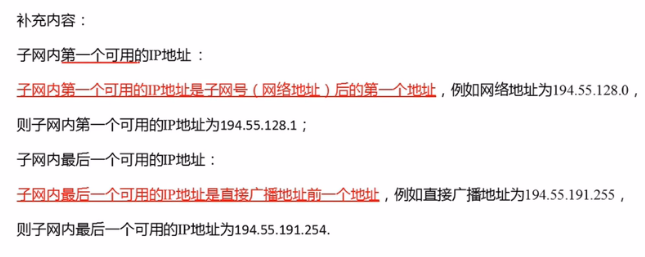 补充内容：
子网内第一个可用的IP地址：
子网内第一个可用的IP地址是子网号（网络地址）后的第一个地址，例如网络地址为194.55.128.0，
则子网内第一个可用的IP地址为194.55.128.1；
子网内最后一个可用的IP地址：
子网内最后一个可用的IP地址是直接广播地址前一个地址，例如直接广播地址为194.55.191.255，
则子网内最后一个可用的IP地址为194.55.191.254.